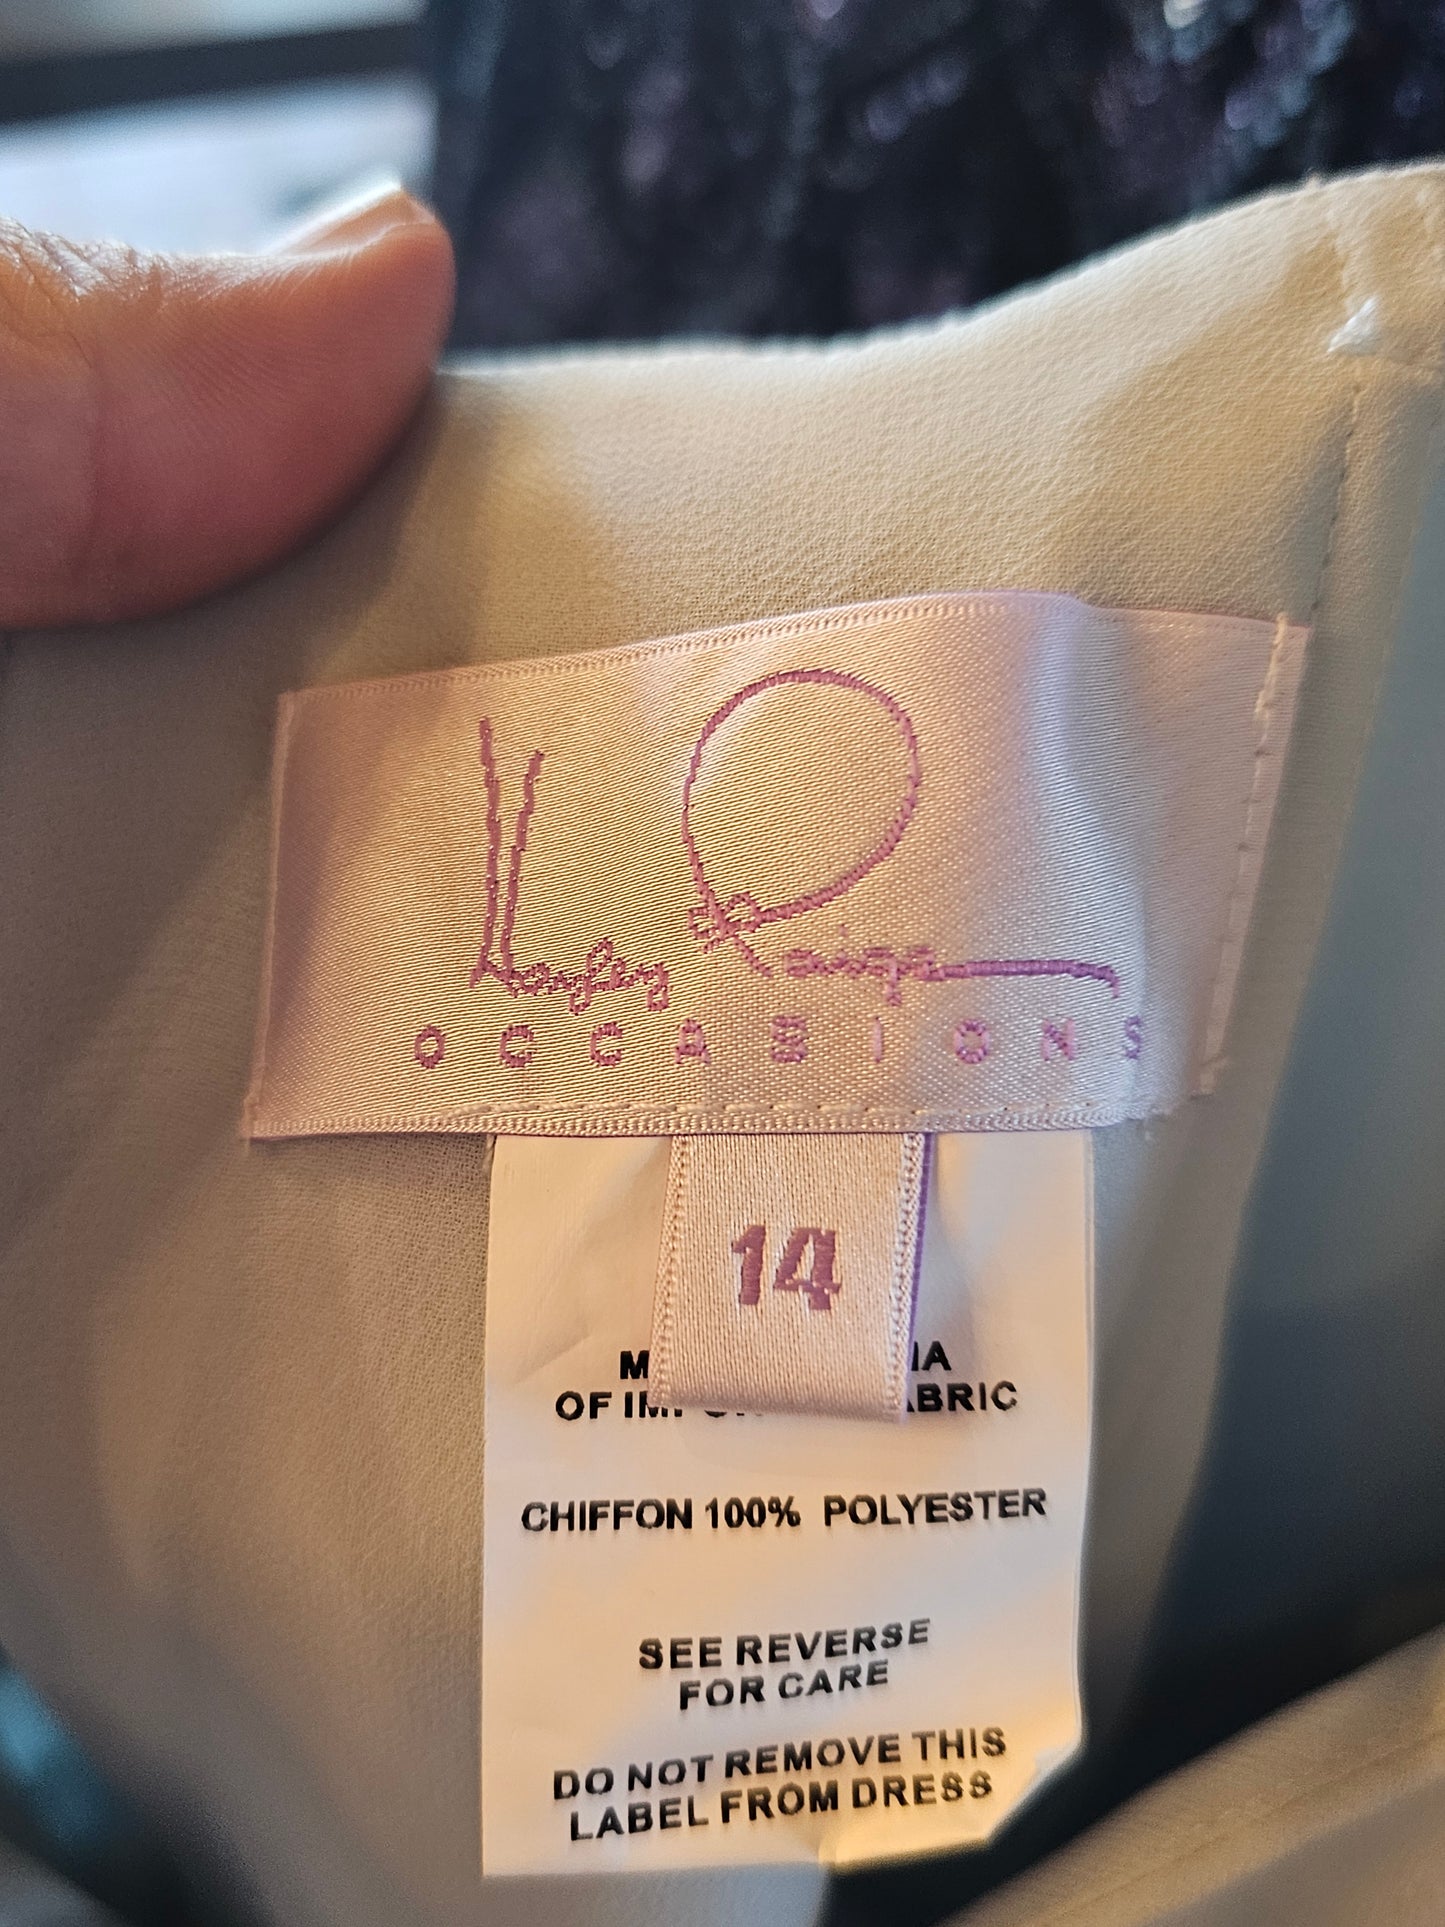 Hayley Paige
OCCASIONS
14
OF
ABRIC
CHIFFON 100% POLYESTER
SEE REVERSE
FOR CARE
DO NOT REMOVE THIS
LABEL FROM DRESS